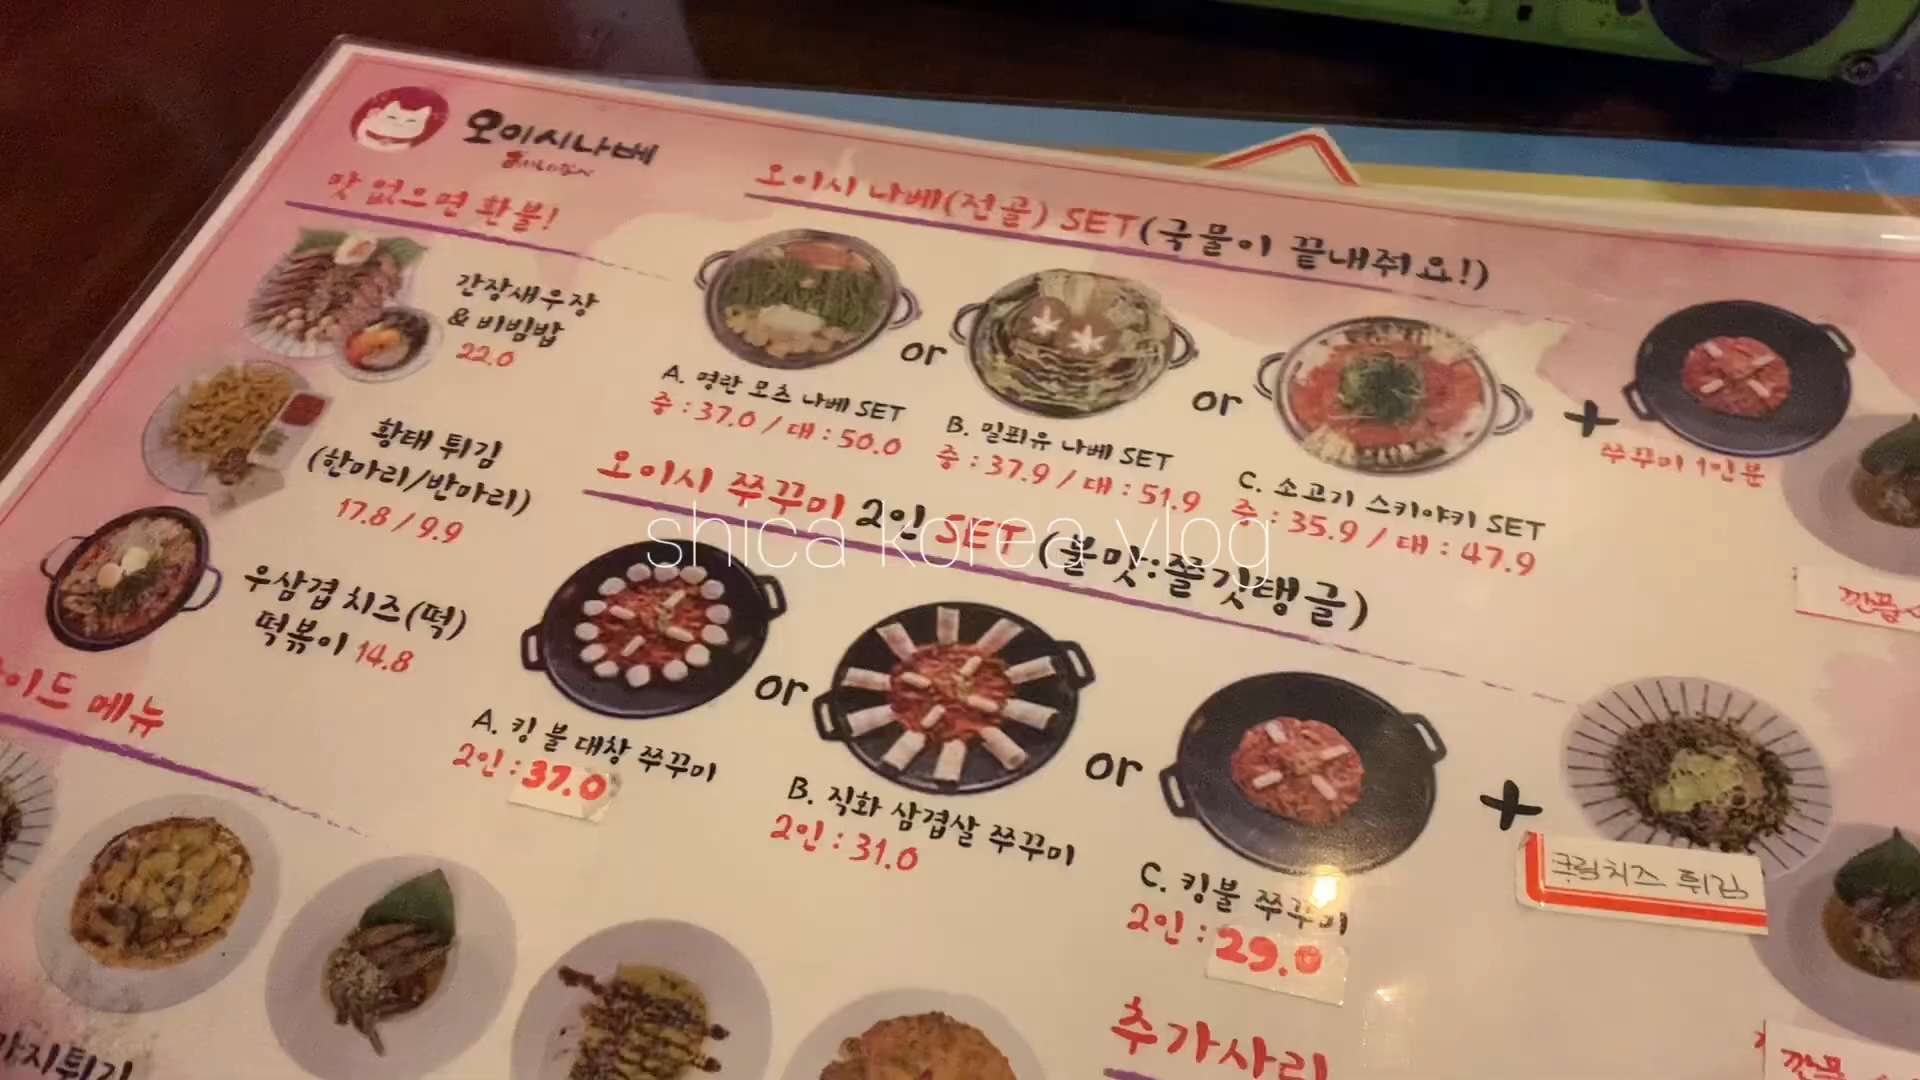 오이시나베
맛 없으면 환불!
간장새우장
& 비빔밥
22.0
황태 튀김
(한마리/반마리)
17.8 / 9.9
우삼겹 치즈(떡)
떡볶이 14.8
이드 메뉴
가지튀김
오이시 나베(전골) SET(국물이 끝내줘요!)
or
or
+
A. 명란 모츠 나베 SET
중 : 37.0 / 대 : 50.0
B. 밀푀유 나베 SET
중 : 37.9 / 대 : 51.9
C. 소고기 스키야키 SET
중 : 35.9 / 대 : 47.9
쭈꾸미 1인분
오이시 쭈꾸미 2인 SET (불맛:쫄깃탱글)
shica korea vlog
or
or
+
A. 킹 불 대창 쭈꾸미
2인 : 37.0
B. 직화 삼겹살 쭈꾸미
2인 : 31.0
C. 킹불 쭈꾸미
2인 : 29.0
크림치즈 튀김
추가사리